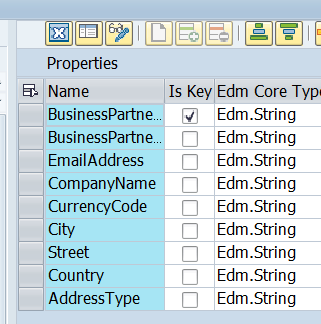 Properties
Name Is Key Edm Core Type
BusinessPartne... Edm.String
BusinessPartne... Edm.String
EmailAddress Edm.String
CompanyName Edm.String
CurrencyCode Edm.String
City Edm.String
Street Edm.String
Country Edm.String
AddressType Edm.String